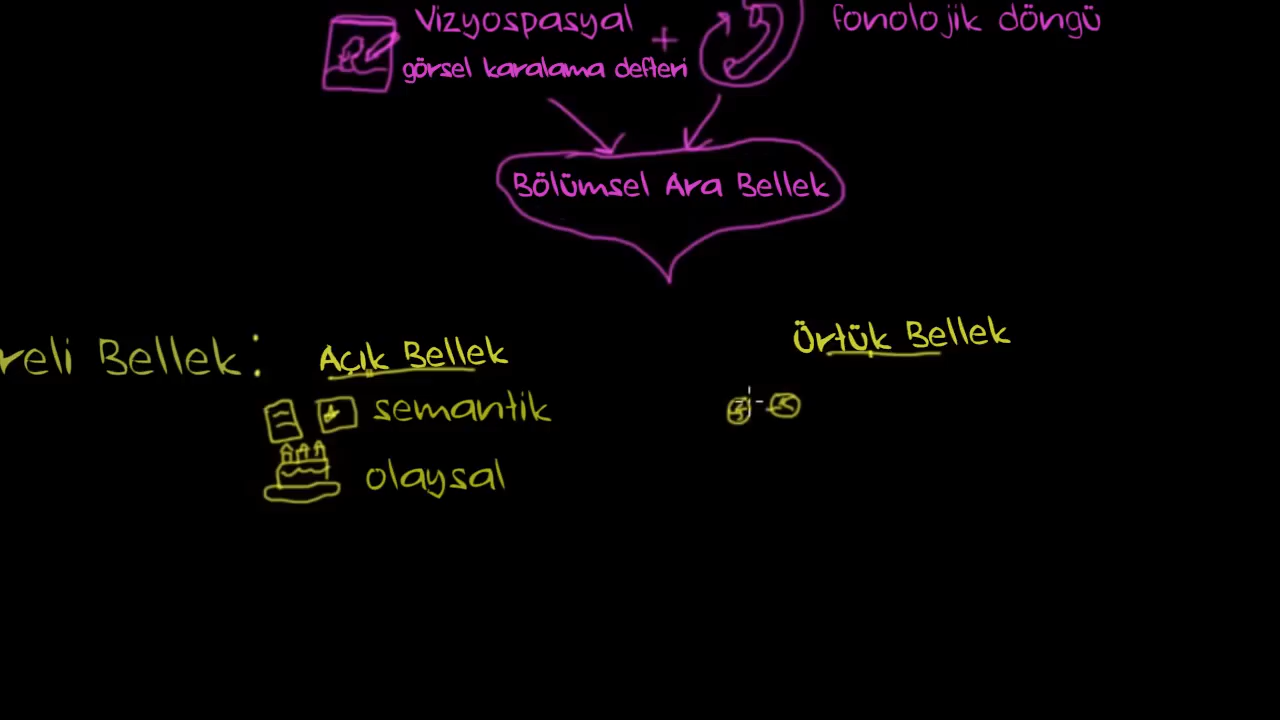 Vizyospasyal + fonolojik döngü
görsel karalama defteri
Bölümsel Ara Bellek
reli Bellek: Açık Bellek Örtük Bellek
semantik
olaysal